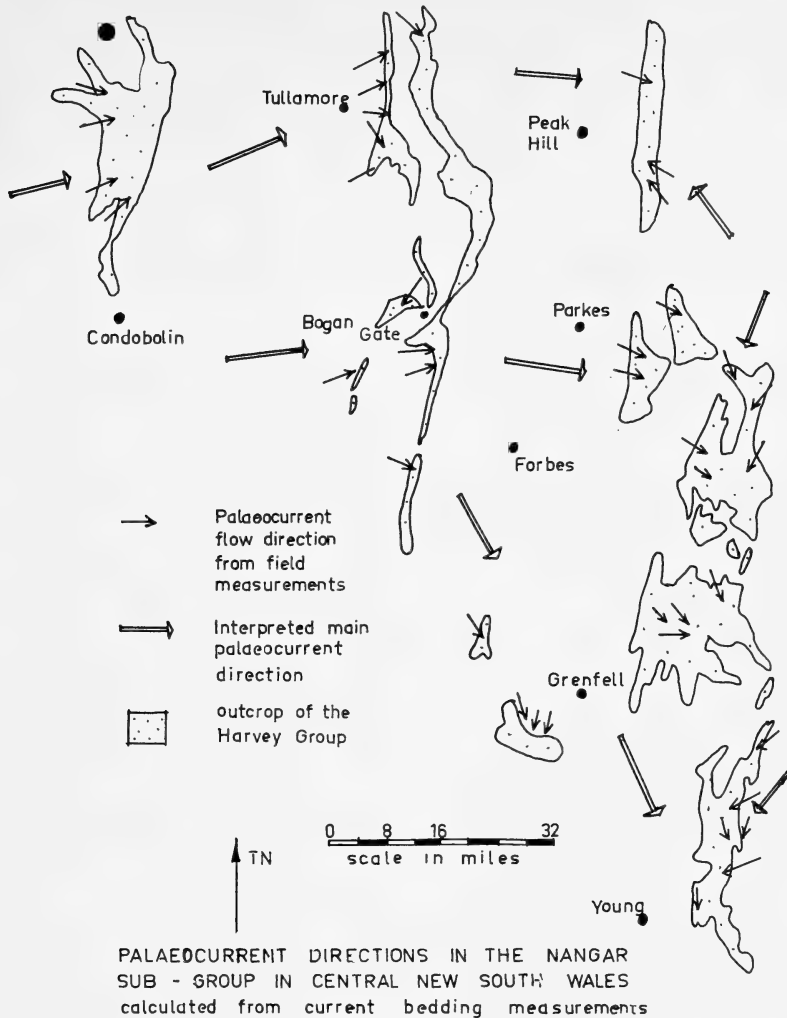 Tullamore
Peak
Hill
Condobolin
Bogan
Gate
Parkes
Forbes
Palaeocurrent
flow direction
from field
measurements
Interpreted main
palaeocurrent
direction
outcrop of the
Harvey Group
Grenfell
0 8 16 32
scale in miles
TN
Young
PALAEOCURRENT DIRECTIONS IN THE NANGAR
SUB - GROUP IN CENTRAL NEW SOUTH WALES
calculated from current bedding measurements